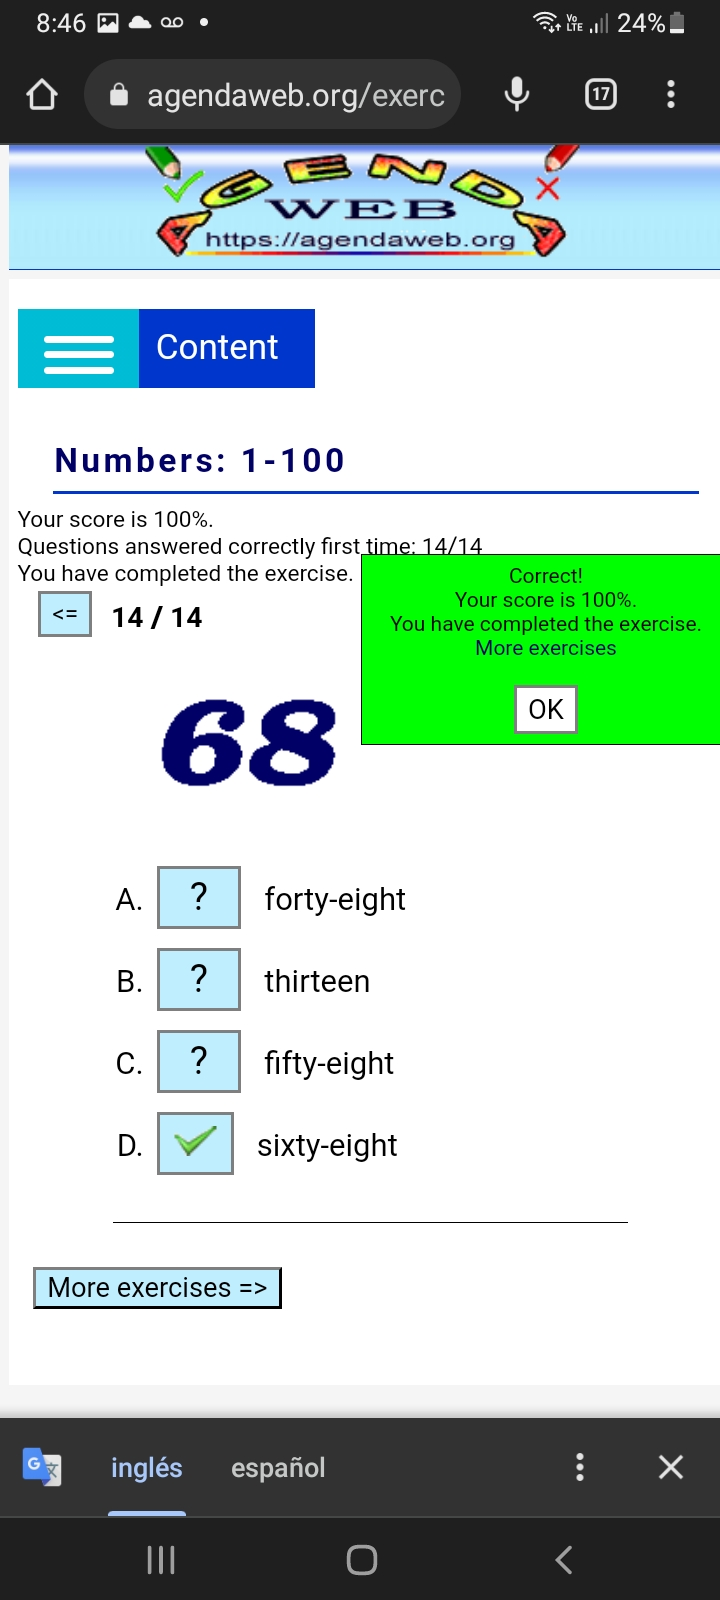 8:46
Vo
LTE
24%
agendaweb.org/exerc
17
AGENDA
WEB
https://agendaweb.org
Content
Numbers: 1-100
Your score is 100%.
Questions answered correctly first time: 14/14
You have completed the exercise.
Correct!
Your score is 100%.
You have completed the exercise.
More exercises
OK
<= 14 / 14
68
A. ? forty-eight
B. ? thirteen
C. ? fifty-eight
D. sixty-eight
More exercises =>
G 文
inglés español